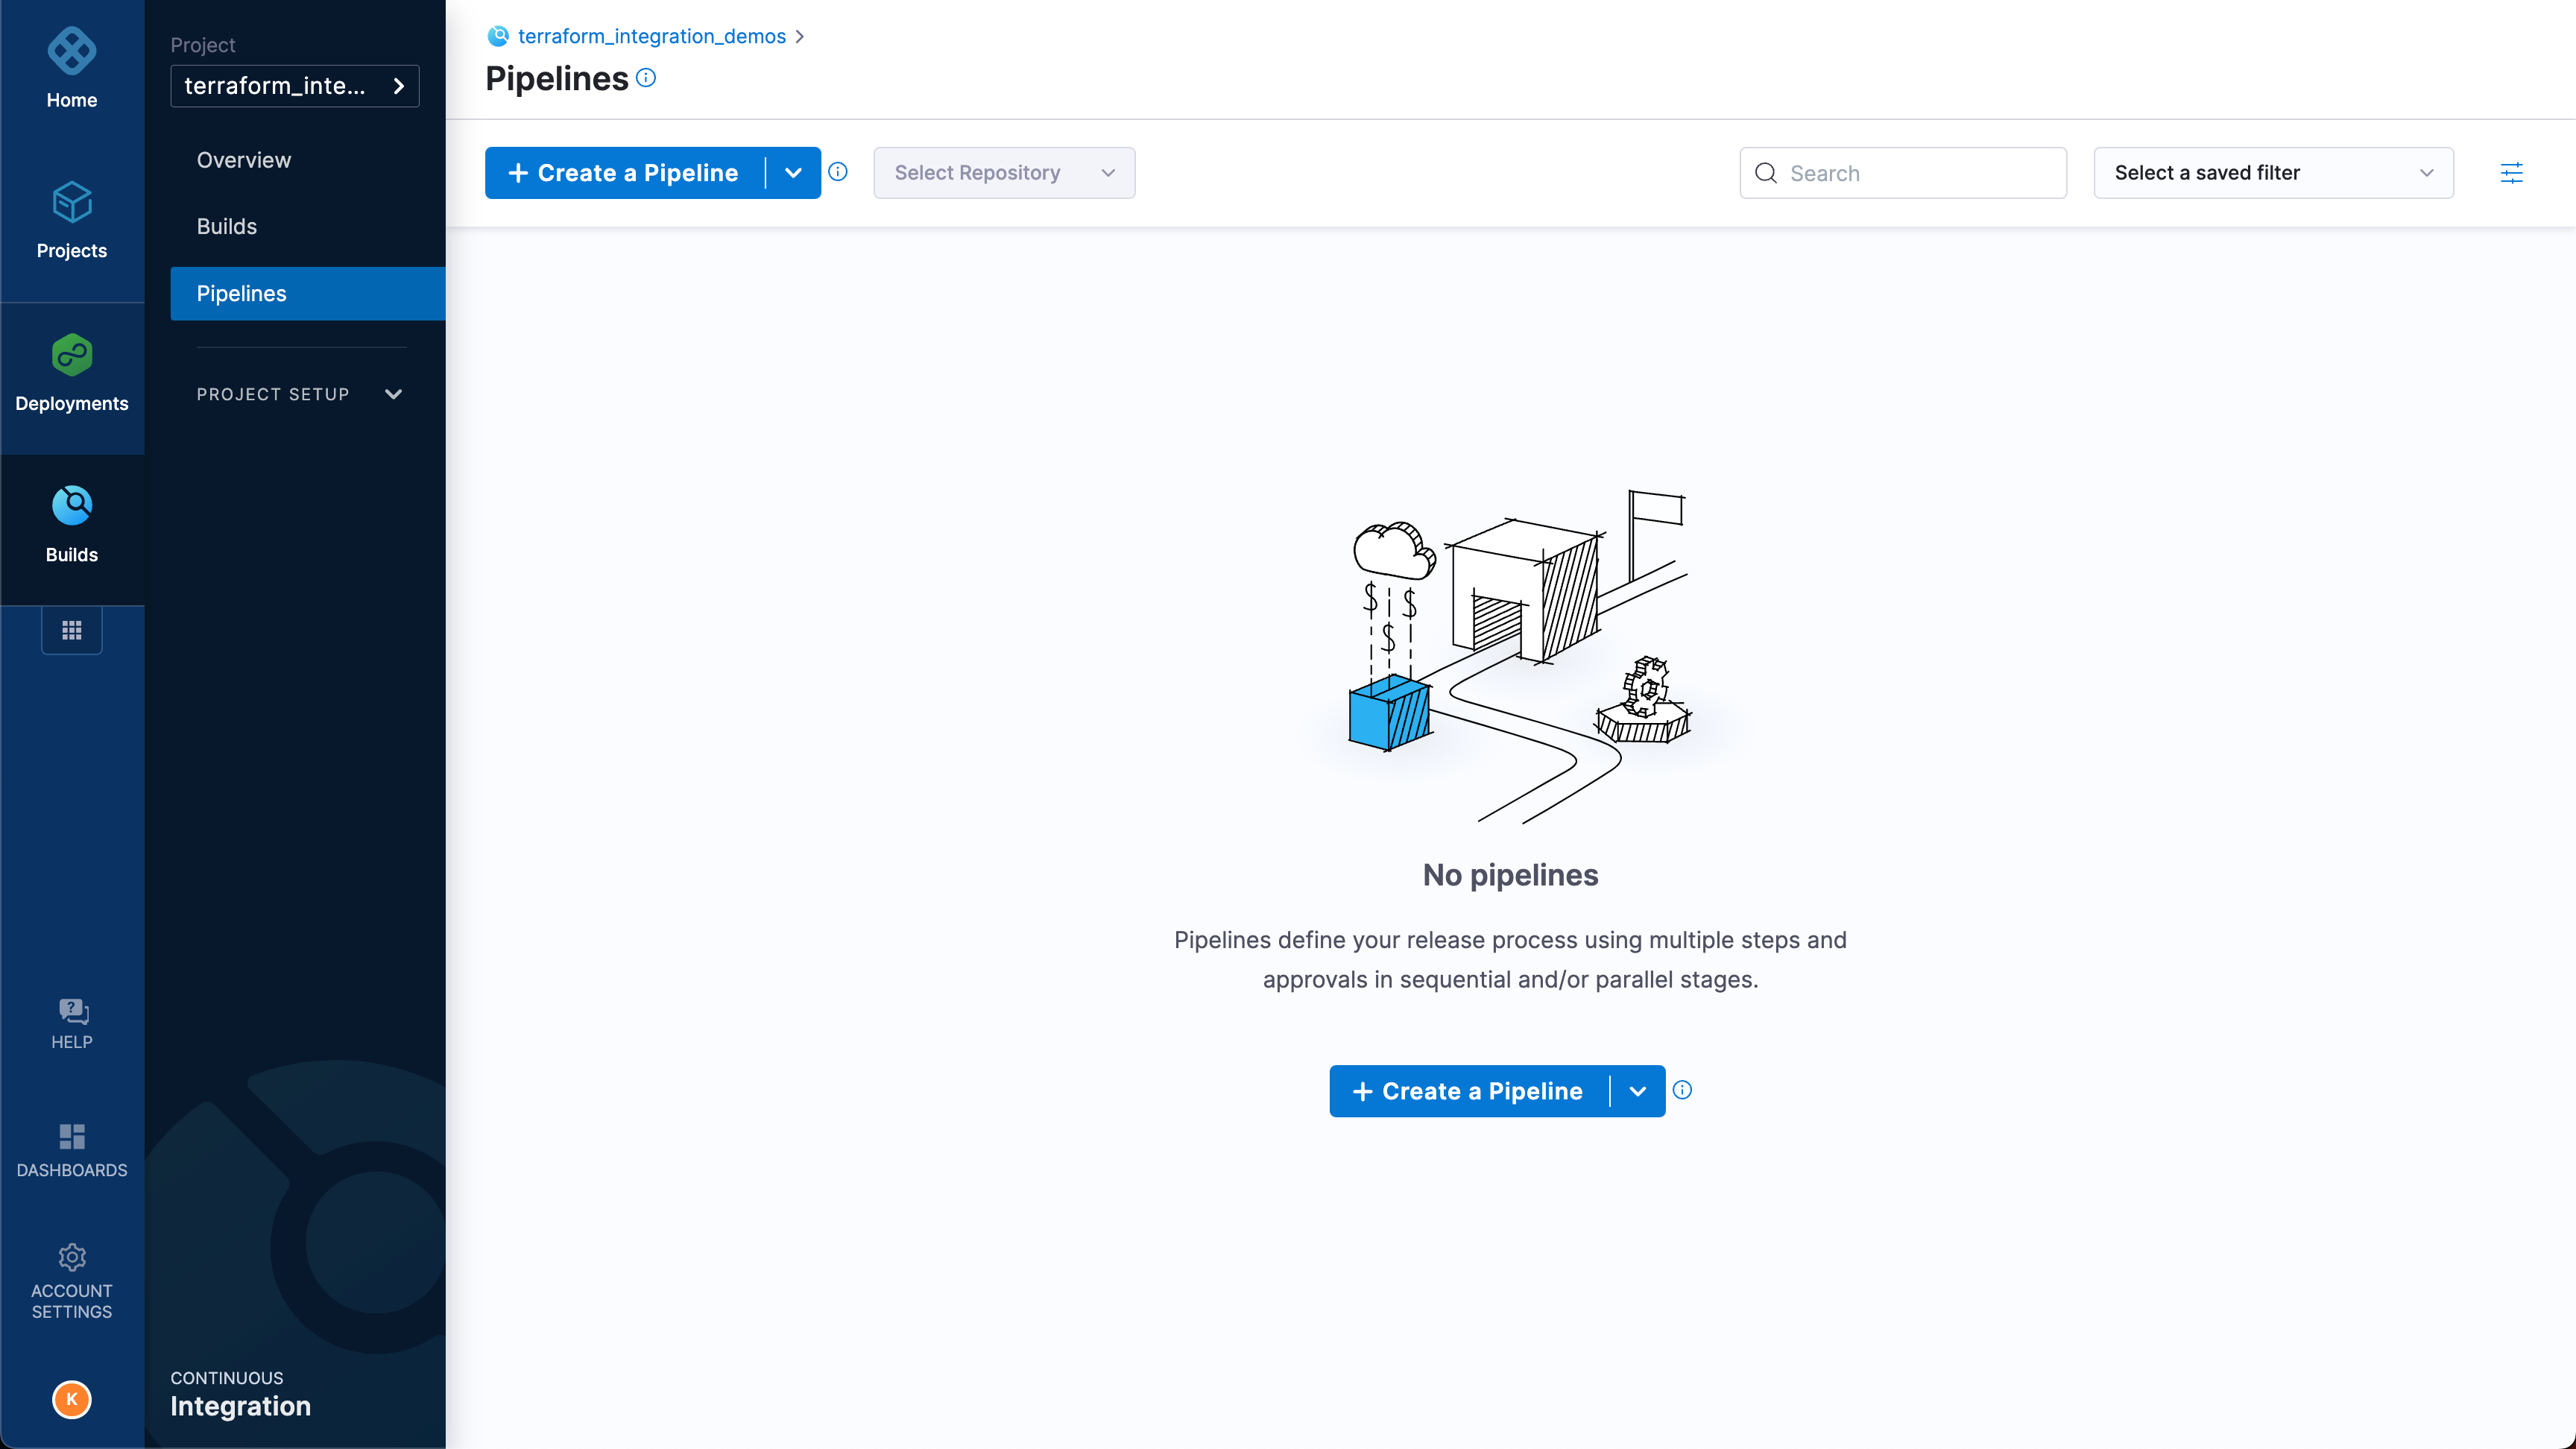 Home
Projects
Deployments
Builds
HELP
DASHBOARDS
ACCOUNT
SETTINGS
K
Project
terraform_inte...
Overview
Builds
Pipelines
PROJECT SETUP
CONTINUOUS
Integration
terraform_integration_demos
Pipelines
+ Create a Pipeline
Select Repository
Search
Select a saved filter
$ $
$
No pipelines
Pipelines define your release process using multiple steps and
approvals in sequential and/or parallel stages.
+ Create a Pipeline